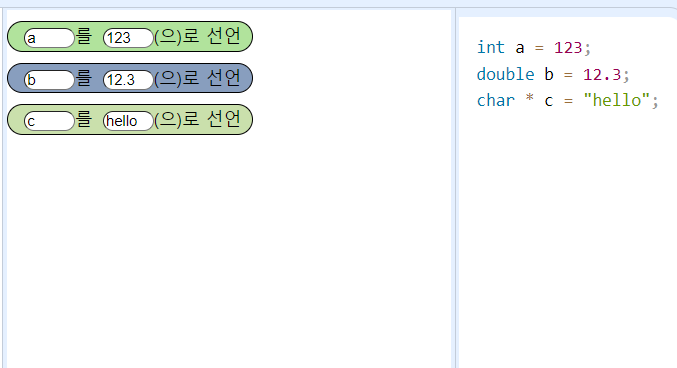 a 를 123 (으)로 선언
b 를 12.3 (으)로 선언
c 를 hello (으)로 선언
int a = 123;
double b = 12.3;
char * c = "hello";